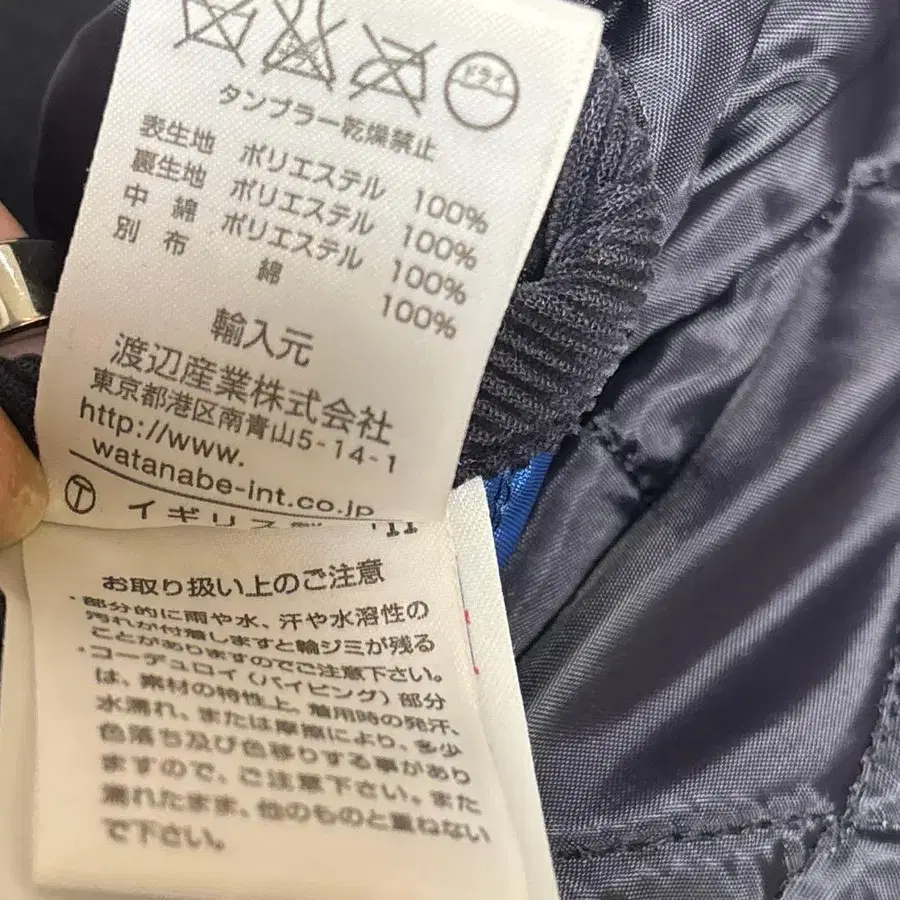 ドライ
タンブラー乾燥禁止
表生地 ポリエステル 100%
裏生地 ポリエステル 100%
中 綿 ポリエステル 100%
別 布 綿 100%
輸入元
渡辺産業株式会社
東京都港区南青山5-14-1
http://www.
watanabe-int.co.jp
Ⓣ イギリス製 '11
お取り扱い上のご注意
・部分的に雨や水、汗や水溶性の
汚れが付着しますと輪ジミが残る
ことがありますのでご注意下さい。
・コーデュロイ(パイピング)部分
は、素材の特性上、着用時の発汗、
水濡れ、または摩擦により、多少
色落ち及び色移りする事があり
ますので、ご注意下さい。また
濡れたまま、他のものと重ねない
で下さい。